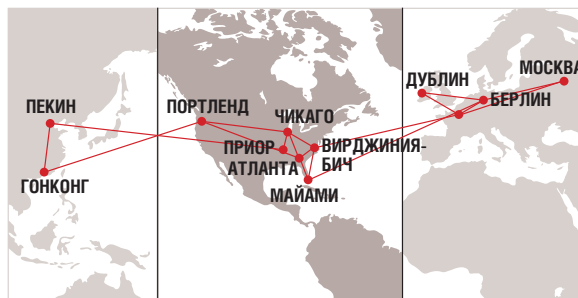 ПЕКИН
ГОНКОНГ
ПОРТЛЕНД
ЧИКАГО
ПРИОР
АТЛАНТА
ВИРДЖИНИЯ-
БИЧ
МАЙАМИ
ДУБЛИН
МОСКВА
БЕРЛИН